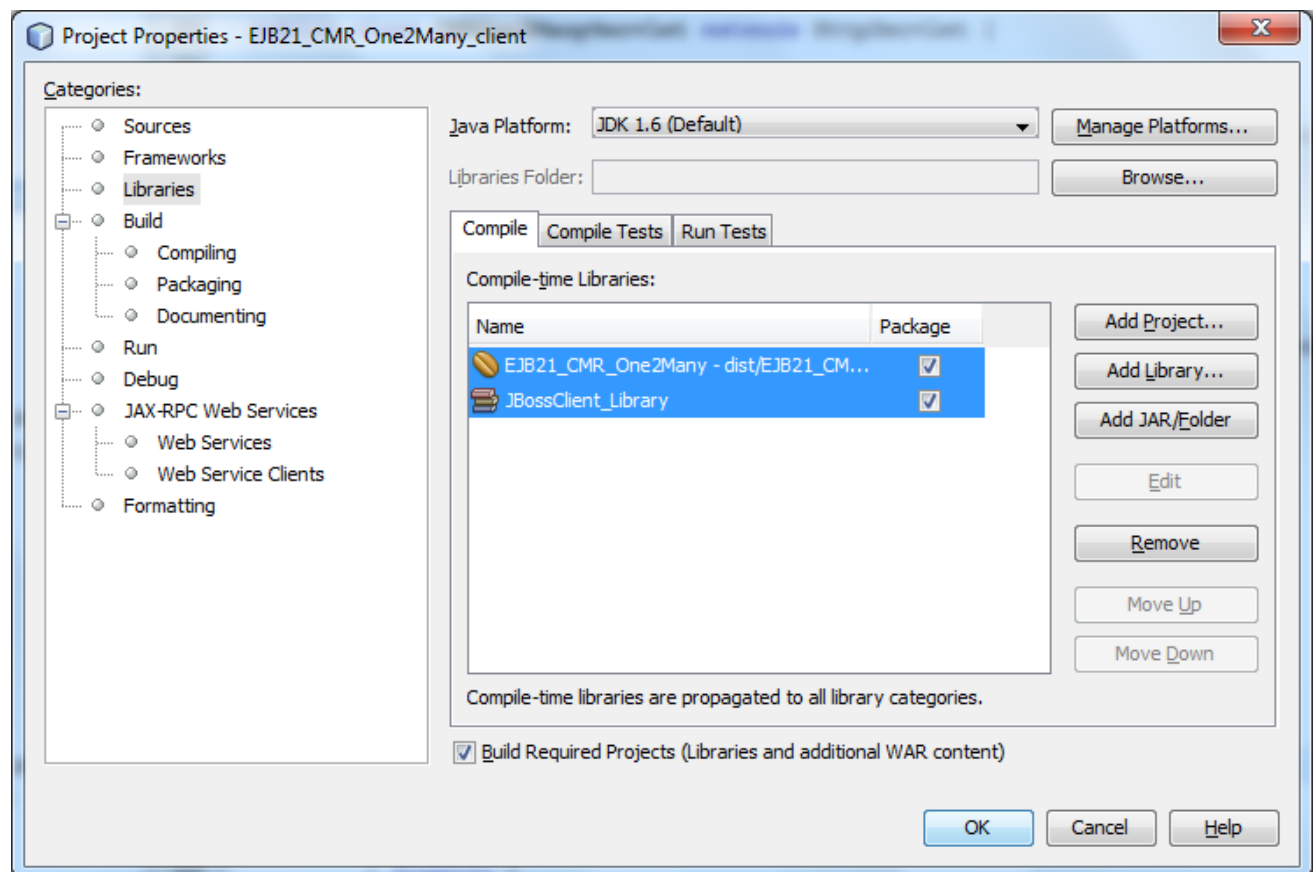 Project Properties - EJB21_CMR_One2Many_client
Categories:
Sources
Frameworks
Libraries
Build
Compiling
Packaging
Documenting
Run
Debug
JAX-RPC Web Services
Web Services
Web Service Clients
Formatting
Java Platform: JDK 1.6 (Default) Manage Platforms...
Libraries Folder: Browse...
Compile Compile Tests Run Tests
Compile-time Libraries:
Name Package
EJB21_CMR_One2Many - dist/EJB21_CM...
JBossClient_Library
Add Project...
Add Library...
Add JAR/Folder
Edit
Remove
Move Up
Move Down
Compile-time libraries are propagated to all library categories.
Build Required Projects (Libraries and additional WAR content)
OK Cancel Help